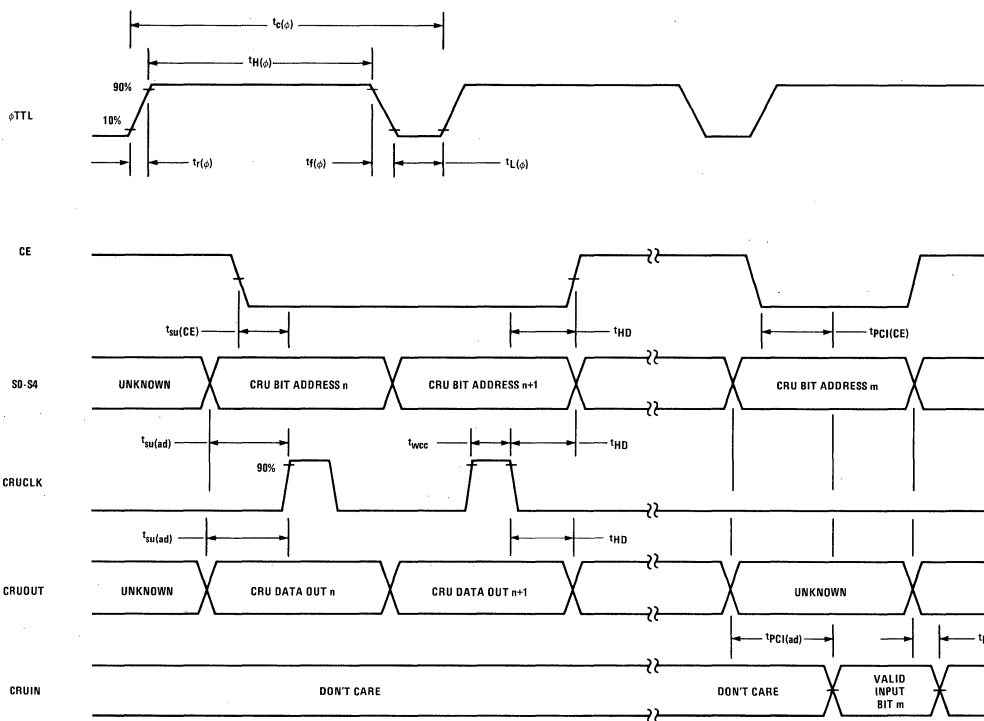 tc(φ)
tH(φ)
90%
φTTL
10%
tr(φ)
tf(φ)
tL(φ)
CE
tsu(CE)
tHD
tPCI(CE)
S0-S4
UNKNOWN
CRU BIT ADDRESS n
CRU BIT ADDRESS n+1
CRU BIT ADDRESS m
tsu(ad)
twcc
tHD
90%
CRUCLK
tsu(ad)
tHD
CRUOUT
UNKNOWN
CRU DATA OUT n
CRU DATA OUT n+1
UNKNOWN
tPCI(ad)
CRUIN
DON'T CARE
DON'T CARE
VALID
INPUT
BIT m